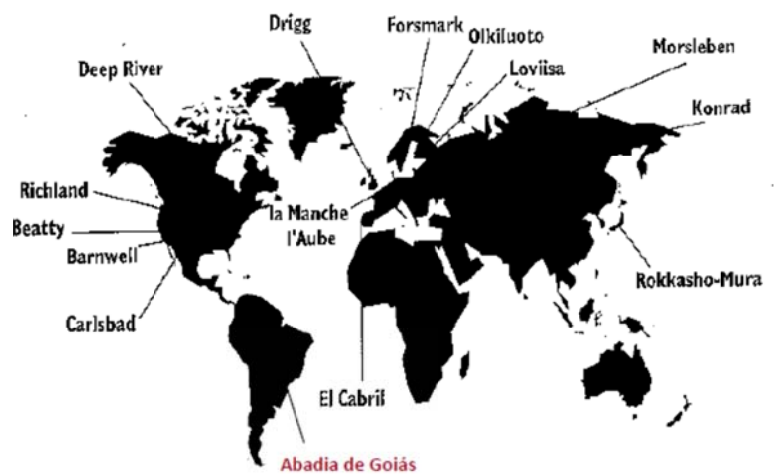 Drigg
Forsmark
Olkiluoto
Loviisa
Morsleben
Deep River
Konrad
Richland
Beatty
Barnwell
la Manche
l'Aube
Carlsbad
Rokkasho-Mura
El Cabril
Abadia de Goiás